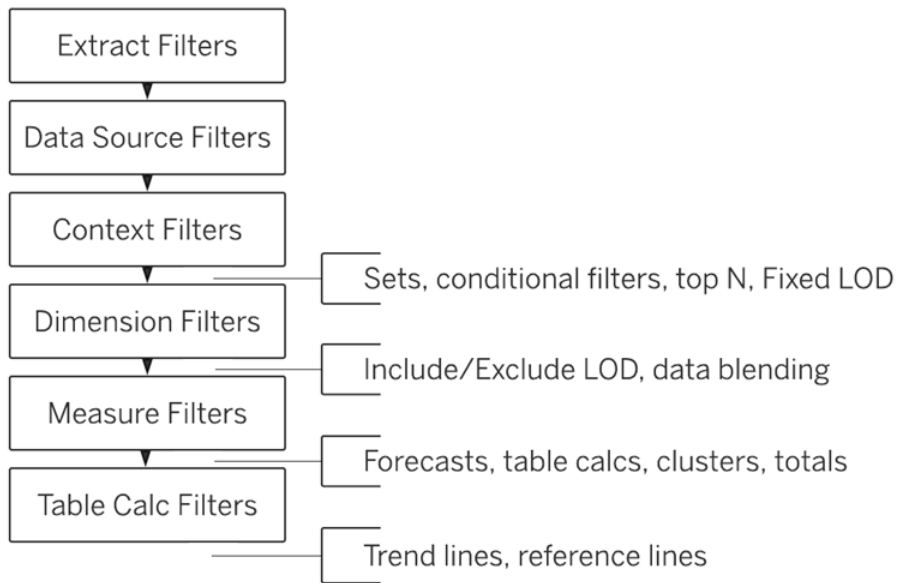 Extract Filters
Data Source Filters
Context Filters
Sets, conditional filters, top N, Fixed LOD
Dimension Filters
Include/Exclude LOD, data blending
Measure Filters
Forecasts, table calcs, clusters, totals
Table Calc Filters
Trend lines, reference lines